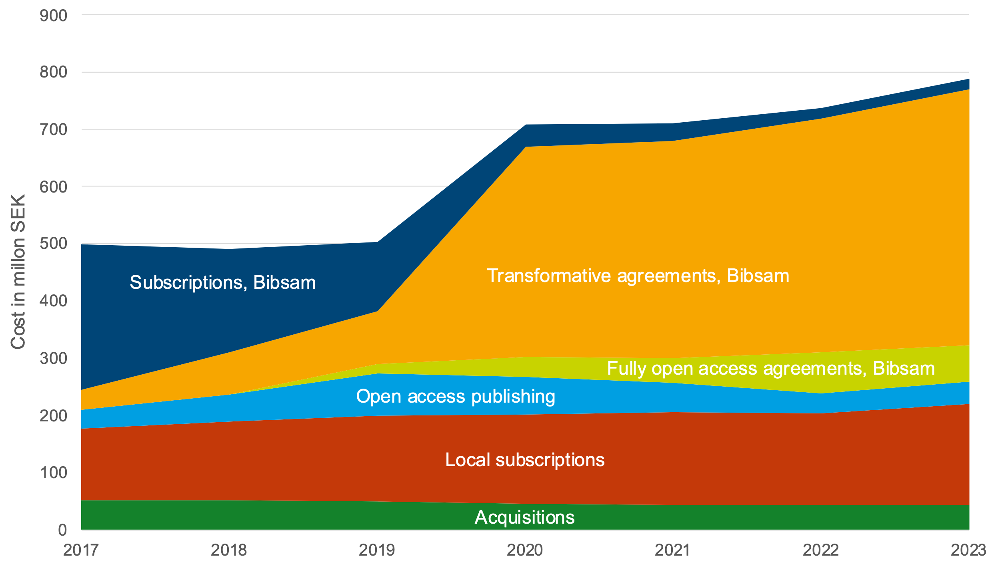 900
800
700
600
500
400
300
200
100
0
Cost in million SEK
Subscriptions, Bibsam
Transformative agreements, Bibsam
Fully open access agreements, Bibsam
Open access publishing
Local subscriptions
Acquisitions
2017 2018 2019 2020 2021 2022 2023